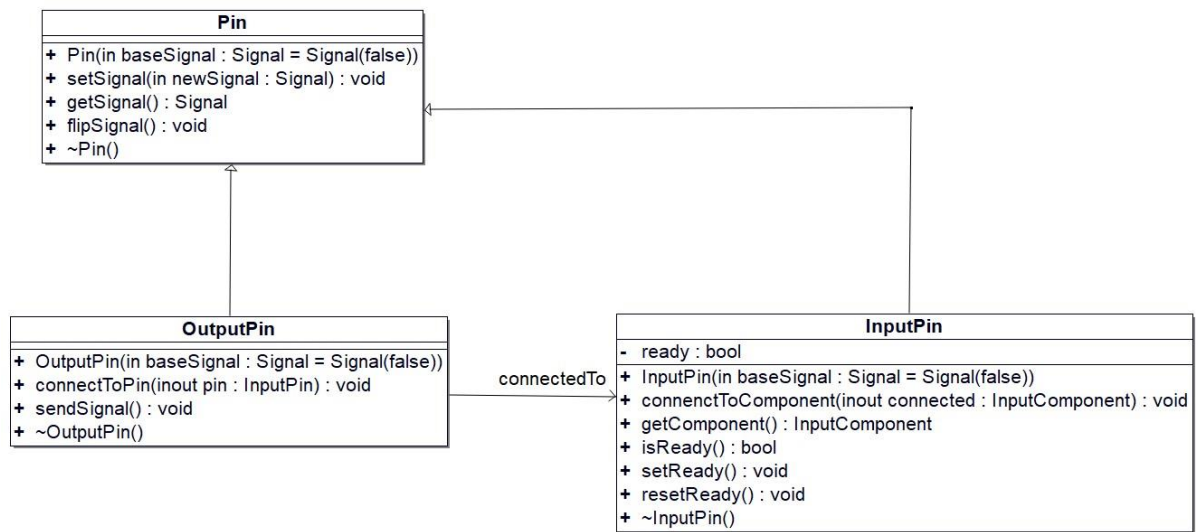 Pin
+ Pin(in baseSignal : Signal = Signal(false))
+ setSignal(in newSignal : Signal) : void
+ getSignal() : Signal
+ flipSignal() : void
+ ~Pin()
OutputPin
+ OutputPin(in baseSignal : Signal = Signal(false))
+ connectToPin(inout pin : InputPin) : void
+ sendSignal() : void
+ ~OutputPin()
connectedTo
InputPin
- ready : bool
+ InputPin(in baseSignal : Signal = Signal(false))
+ connenctToComponent(inout connected : InputComponent) : void
+ getComponent() : InputComponent
+ isReady() : bool
+ setReady() : void
+ resetReady() : void
+ ~InputPin()